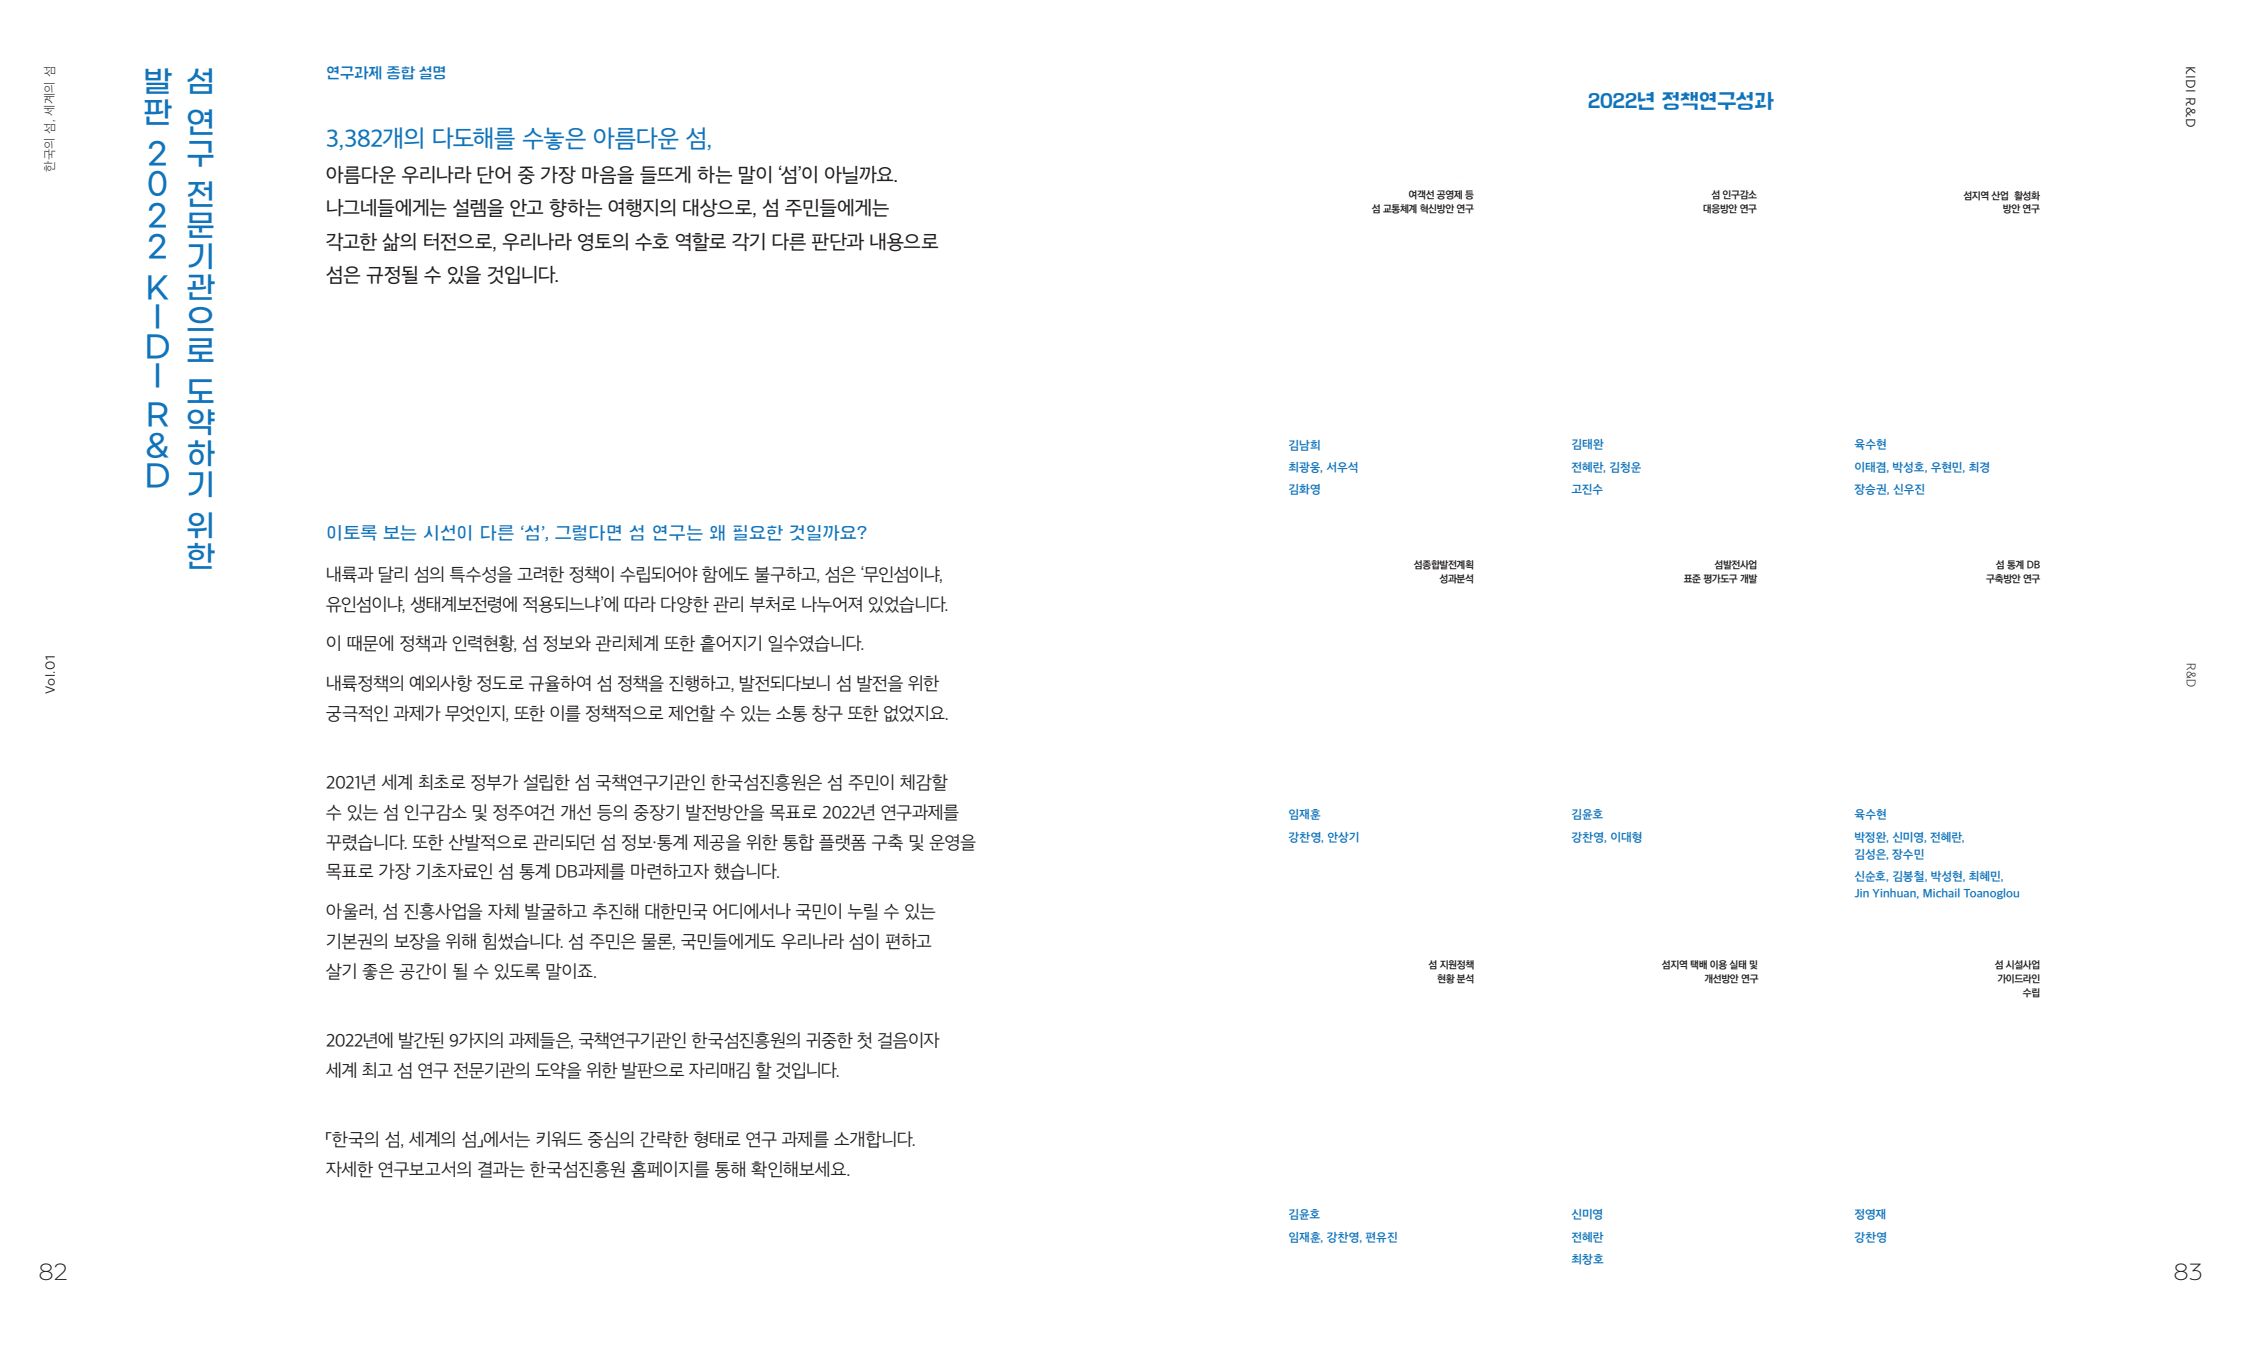 한국의 섬, 세계의 섬
Vol.01
82
섬 연구 전문기관으로 도약하기 위한
발판 2022 KIDI R&D
연구과제 종합 설명
3,382개의 다도해를 수놓은 아름다운 섬,
아름다운 우리나라 단어 중 가장 마음을 들뜨게 하는 말이 ‘섬’이 아닐까요.
나그네들에게는 설렘을 안고 향하는 여행지의 대상으로, 섬 주민들에게는
각고한 삶의 터전으로, 우리나라 영토의 수호 역할로 각기 다른 판단과 내용으로
섬은 규정될 수 있을 것입니다.
이토록 보는 시선이 다른 ‘섬’, 그렇다면 섬 연구는 왜 필요한 것일까요?
내륙과 달리 섬의 특수성을 고려한 정책이 수립되어야 함에도 불구하고, 섬은 ‘무인섬이냐,
유인섬이냐, 생태계보전령에 적용되느냐’에 따라 다양한 관리 부처로 나누어져 있었습니다.
이 때문에 정책과 인력현황, 섬 정보와 관리체계 또한 흩어지기 일수였습니다.
내륙정책의 예외사항 정도로 규율하여 섬 정책을 진행하고, 발전되다보니 섬 발전을 위한
궁극적인 과제가 무엇인지, 또한 이를 정책적으로 제언할 수 있는 소통 창구 또한 없었지요.
2021년 세계 최초로 정부가 설립한 섬 국책연구기관인 한국섬진흥원은 섬 주민이 체감할
수 있는 섬 인구감소 및 정주여건 개선 등의 중장기 발전방안을 목표로 2022년 연구과제를
꾸렸습니다. 또한 산발적으로 관리되던 섬 정보·통계 제공을 위한 통합 플랫폼 구축 및 운영을
목표로 가장 기초자료인 섬 통계 DB과제를 마련하고자 했습니다.
아울러, 섬 진흥사업을 자체 발굴하고 추진해 대한민국 어디에서나 국민이 누릴 수 있는
기본권의 보장을 위해 힘썼습니다. 섬 주민은 물론, 국민들에게도 우리나라 섬이 편하고
살기 좋은 공간이 될 수 있도록 말이죠.
2022년에 발간된 9가지의 과제들은, 국책연구기관인 한국섬진흥원의 귀중한 첫 걸음이자
세계 최고 섬 연구 전문기관의 도약을 위한 발판으로 자리매김 할 것입니다.
「한국의 섬, 세계의 섬」에서는 키워드 중심의 간략한 형태로 연구 과제를 소개합니다.
자세한 연구보고서의 결과는 한국섬진흥원 홈페이지를 통해 확인해보세요.
2022년 정책연구성과
여객선 공영제 등
섬 교통체계 혁신방안 연구
김남희
최광웅, 서우석
김화영
섬 인구감소
대응방안 연구
김태완
전혜란, 김청운
고진수
섬지역 산업 활성화
방안 연구
육수현
이태겸, 박성호, 우현민, 최경
장승권, 신우진
섬종합발전계획
성과분석
임재훈
강찬영, 안상기
섬발전사업
표준 평가도구 개발
김윤호
강찬영, 이대형
섬 통계 DB
구축방안 연구
육수현
박정완, 신미영, 전혜란,
김성은, 장수민
신순호, 김봉철, 박성현, 최혜민,
Jin Yinhuan, Michail Toanoglou
섬 지원정책
현황 분석
김윤호
임재훈, 강찬영, 편유진
섬지역 택배 이용 실태 및
개선방안 연구
신미영
전혜란
최창호
섬 시설사업
가이드라인
수립
정영재
강찬영
KIDI R&D
R&D
83